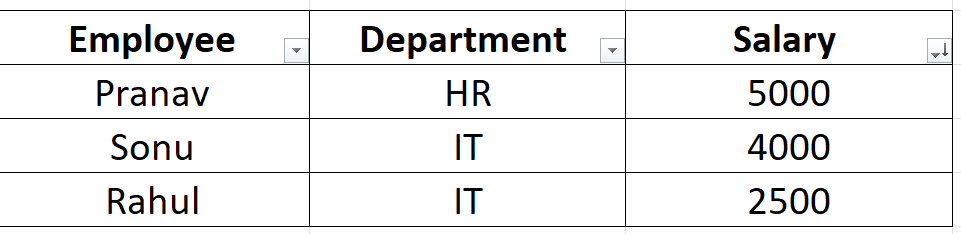 Employee Department Salary
Pranav HR 5000
Sonu IT 4000
Rahul IT 2500